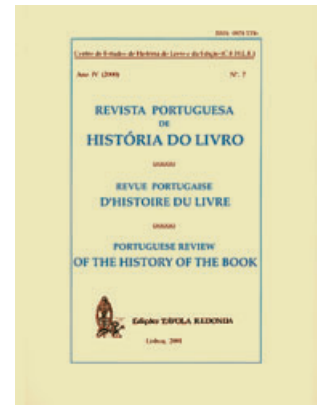 Centro de Estudos de História do Livro e da Edição (C.E.H.L.E.)
Ano IV (2000) Nº. 7
REVISTA PORTUGUESA
DE
HISTÓRIA DO LIVRO
REVUE PORTUGAISE
D'HISTOIRE DU LIVRE
PORTUGUESE REVIEW
OF THE HISTORY OF THE BOOK
Edições TÁVOLA REDONDA
Lisboa, 2001